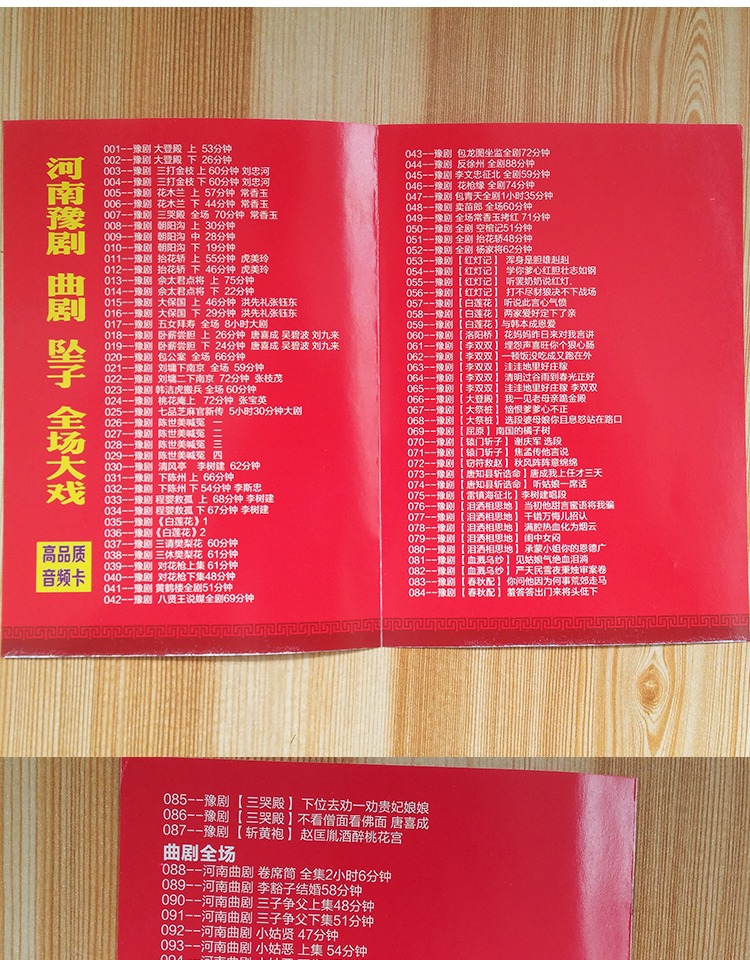 河南豫剧 曲剧 坠子 全场大戏
高品质
音频卡
001--豫剧 大登殿 上 53分钟
002--豫剧 大登殿 下 26分钟
003--豫剧 三打金枝 上 60分钟 刘忠河
004--豫剧 三打金枝 下 60分钟 刘忠河
005--豫剧 花木兰 上 57分钟 常香玉
006--豫剧 花木兰 下 44分钟 常香玉
007--豫剧 三哭殿 全场 70分钟 常香玉
008--豫剧 朝阳沟 上 30分钟
009--豫剧 朝阳沟 中 28分钟
010--豫剧 朝阳沟 下 19分钟
011--豫剧 抬花轿 上 55分钟 虎美玲
012--豫剧 抬花轿 下 46分钟 虎美玲
013--豫剧 佘太君点将 上 75分钟
014--豫剧 佘太君点将 下 22分钟
015--豫剧 大保国 上 46分钟 洪先礼张钰东
016--豫剧 大保国 下 29分钟 洪先礼张钰东
017--豫剧 五女拜寿 全场 8小时大剧
018--豫剧 卧薪尝胆 上 26分钟 唐喜成 吴碧波 刘九来
019--豫剧 卧薪尝胆 下 24分钟 唐喜成 吴碧波 刘九来
020--豫剧 包公案 全场 66分钟
021--豫剧 刘墉下南京 全场 59分钟
022--豫剧 刘墉二下南京 72分钟 张枝茂
023--豫剧 韩洁虎搬兵 全场 60分钟
024--豫剧 桃花庵上 72分钟 张宝英
025--豫剧 七品芝麻官新传 5小时30分钟大剧
026--豫剧 陈世美喊冤 一
027--豫剧 陈世美喊冤 二
028--豫剧 陈世美喊冤 三
029--豫剧 陈世美喊冤 四
030--豫剧 清风亭 李树建 62分钟
031--豫剧 下陈州 上 66分钟
032--豫剧 下陈州 下 54分钟 李斯忠
033--豫剧 程婴救孤 上 68分钟 李树建
034--豫剧 程婴救孤 下 67分钟 李树建
035--豫剧《白莲花》1
036--豫剧《白莲花》2
037--豫剧 三请樊梨花 60分钟
038--豫剧 三休樊梨花 61分钟
039--豫剧 对花枪上集61分钟
040--豫剧 对花枪下集48分钟
041--豫剧 黄鹤楼全剧51分钟
042--豫剧 八贤王说媒全剧69分钟
043--豫剧 包龙图坐监全剧72分钟
044--豫剧 反徐州 全剧88分钟
045--豫剧 李文忠征北 全剧59分钟
046--豫剧 花枪缘 全剧74分钟
047--豫剧 包青天全剧1小时35分钟
048--豫剧 卖苗郎 全场60分钟
049--豫剧 全场常香玉拷红 71分钟
050--豫剧 全剧 空棺记51分钟
051--豫剧 全剧 抬花轿48分钟
052--豫剧 全剧 杨家将62分钟
053--豫剧【红灯记】 浑身是胆雄赳赳
054--豫剧【红灯记】 学你爹心红胆壮志如钢
055--豫剧【红灯记】 听罢奶奶说红灯.
056--豫剧【红灯记】 打不尽豺狼决不下战场
057--豫剧【白莲花】听说此言心气愤
058--豫剧【白莲花】两家爱好定下了亲
059--豫剧【白莲花】与韩本成恩爱
060--豫剧【洛阳桥】花妈妈昨日来对我言讲
061--豫剧【李双双】埋怨声喜旺你个狠心肠
062--豫剧【李双双】一顿饭没吃成又跑在外
063--豫剧【李双双】洼洼地里好庄稼
064--豫剧【李双双】清明过谷雨到春光正好
065--豫剧【李双双】洼洼地里好庄稼 李双双
066--豫剧【大登殿】我一见老母亲跪金殿
067--豫剧【大祭桩】恼恨爹爹心不正
068--豫剧【大祭桩】选段婆母娘你且息怒站在路口
069--豫剧【屈原】南国的橘子树
070--豫剧【辕门斩子】谢庆军 选段
071--豫剧【辕门斩子】焦孟传他言说
072--豫剧【窃符救赵】秋风阵阵意绵绵
073--豫剧【唐知县斩诰命】唐成我上任才三天
074--豫剧【唐知县斩诰命】听姑娘一席话
075--豫剧【雷镇海征北】李树建唱段
076--豫剧【泪洒相思地】当初他甜言蜜语将我骗
077--豫剧【泪洒相思地】千错万悔儿招认
078--豫剧【泪洒相思地】满腔热血化为烟云
079--豫剧【泪洒相思地】闺中女闷
080--豫剧【泪洒相思地】承蒙小姐你的恩德广
081--豫剧【血溅乌纱】见姑娘气绝血泪淌
082--豫剧【血溅乌纱】严天民雪夜秉烛审案卷
083--豫剧【春秋配】你问他因为何事荒郊走马
084--豫剧【春秋配】羞答答出门来将头低下
085--豫剧【三哭殿】下位去劝一劝贵妃娘娘
086--豫剧【三哭殿】不看僧面看佛面 唐喜成
087--豫剧【斩黄袍】赵匡胤酒醉桃花宫
曲剧全场
088--河南曲剧 卷席筒 全集2小时6分钟
089--河南曲剧 李豁子结婚58分钟
090--河南曲剧 三子争父上集48分钟
091--河南曲剧 三子争父下集51分钟
092--河南曲剧 小姑贤 47分钟
093--河南曲剧 小姑恶 上集 54分钟